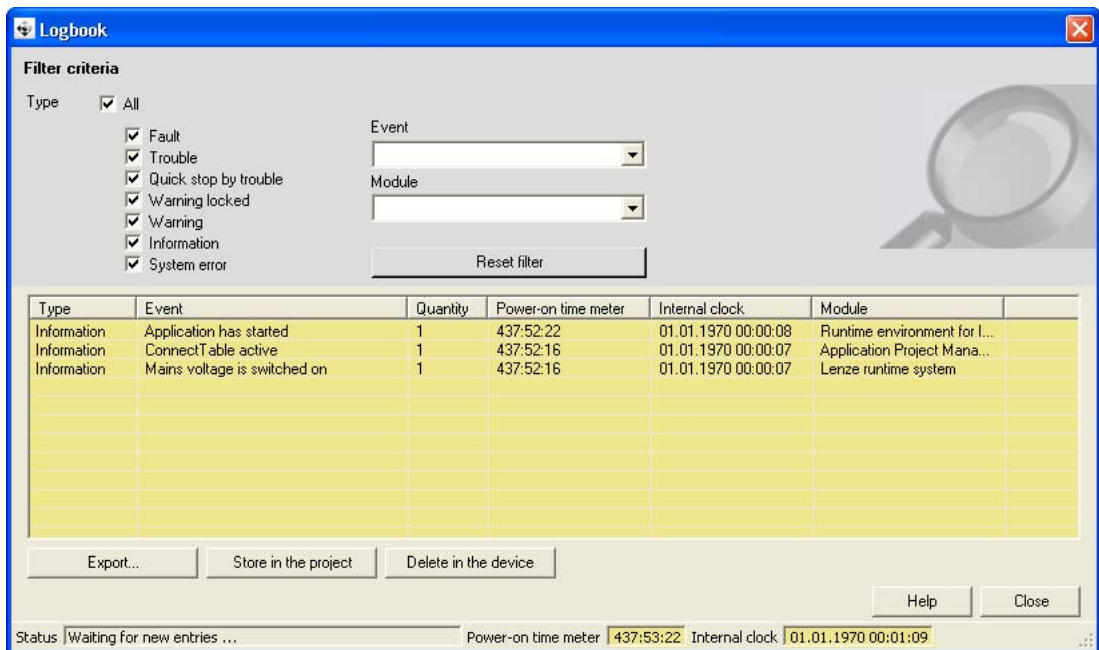 Logbook
Filter criteria
Type All
Fault
Trouble
Quick stop by trouble
Warning locked
Warning
Information
System error
Event
Module
Reset filter
Type Event Quantity Power-on time meter Internal clock Module
Information Application has started 1 437:52:22 01.01.1970 00:00:08 Runtime environment for I...
Information ConnectTable active 1 437:52:16 01.01.1970 00:00:07 Application Project Mana...
Information Mains voltage is switched on 1 437:52:16 01.01.1970 00:00:07 Lenze runtime system
Export... Store in the project Delete in the device
Help Close
Status Waiting for new entries ... Power-on time meter 437:53:22 Internal clock 01.01.1970 00:01:09